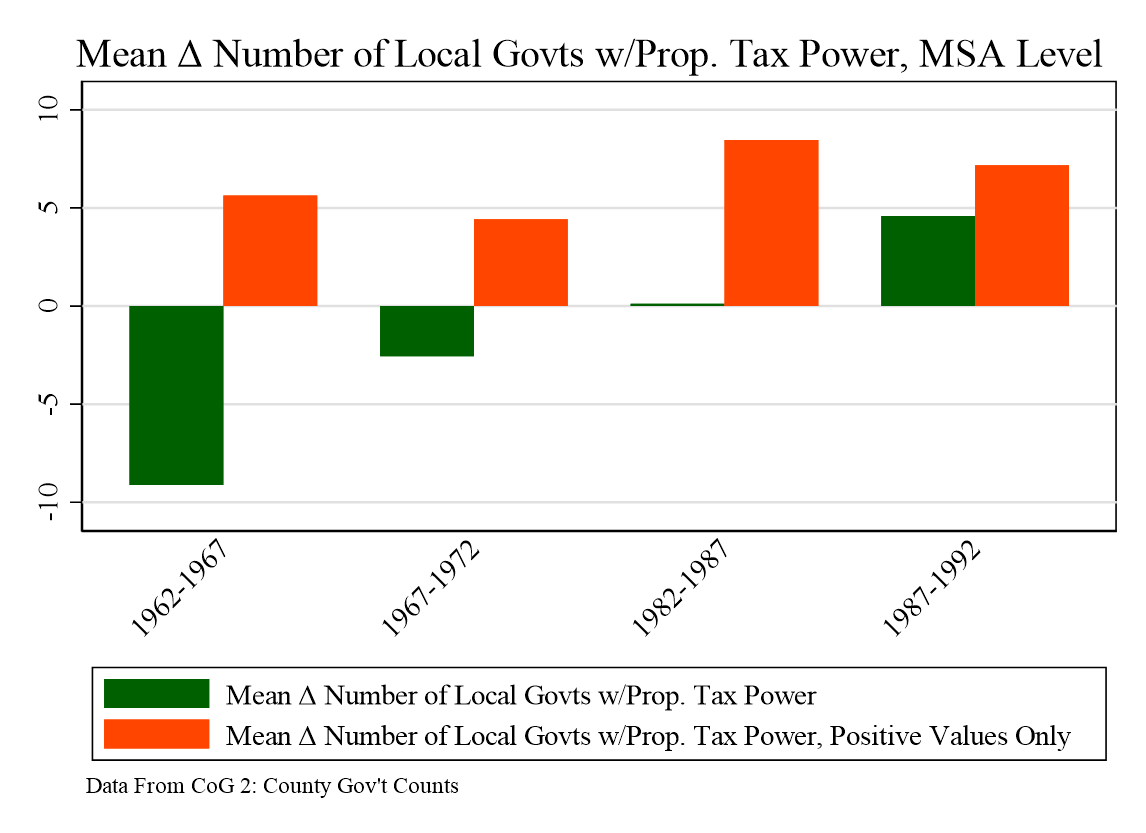 Mean Δ Number of Local Govts w/Prop. Tax Power, MSA Level
10
5
0
-5
-10
1962-1967
1967-1972
1982-1987
1987-1992
Mean Δ Number of Local Govts w/Prop. Tax Power
Mean Δ Number of Local Govts w/Prop. Tax Power, Positive Values Only
Data From CoG 2: County Gov't Counts